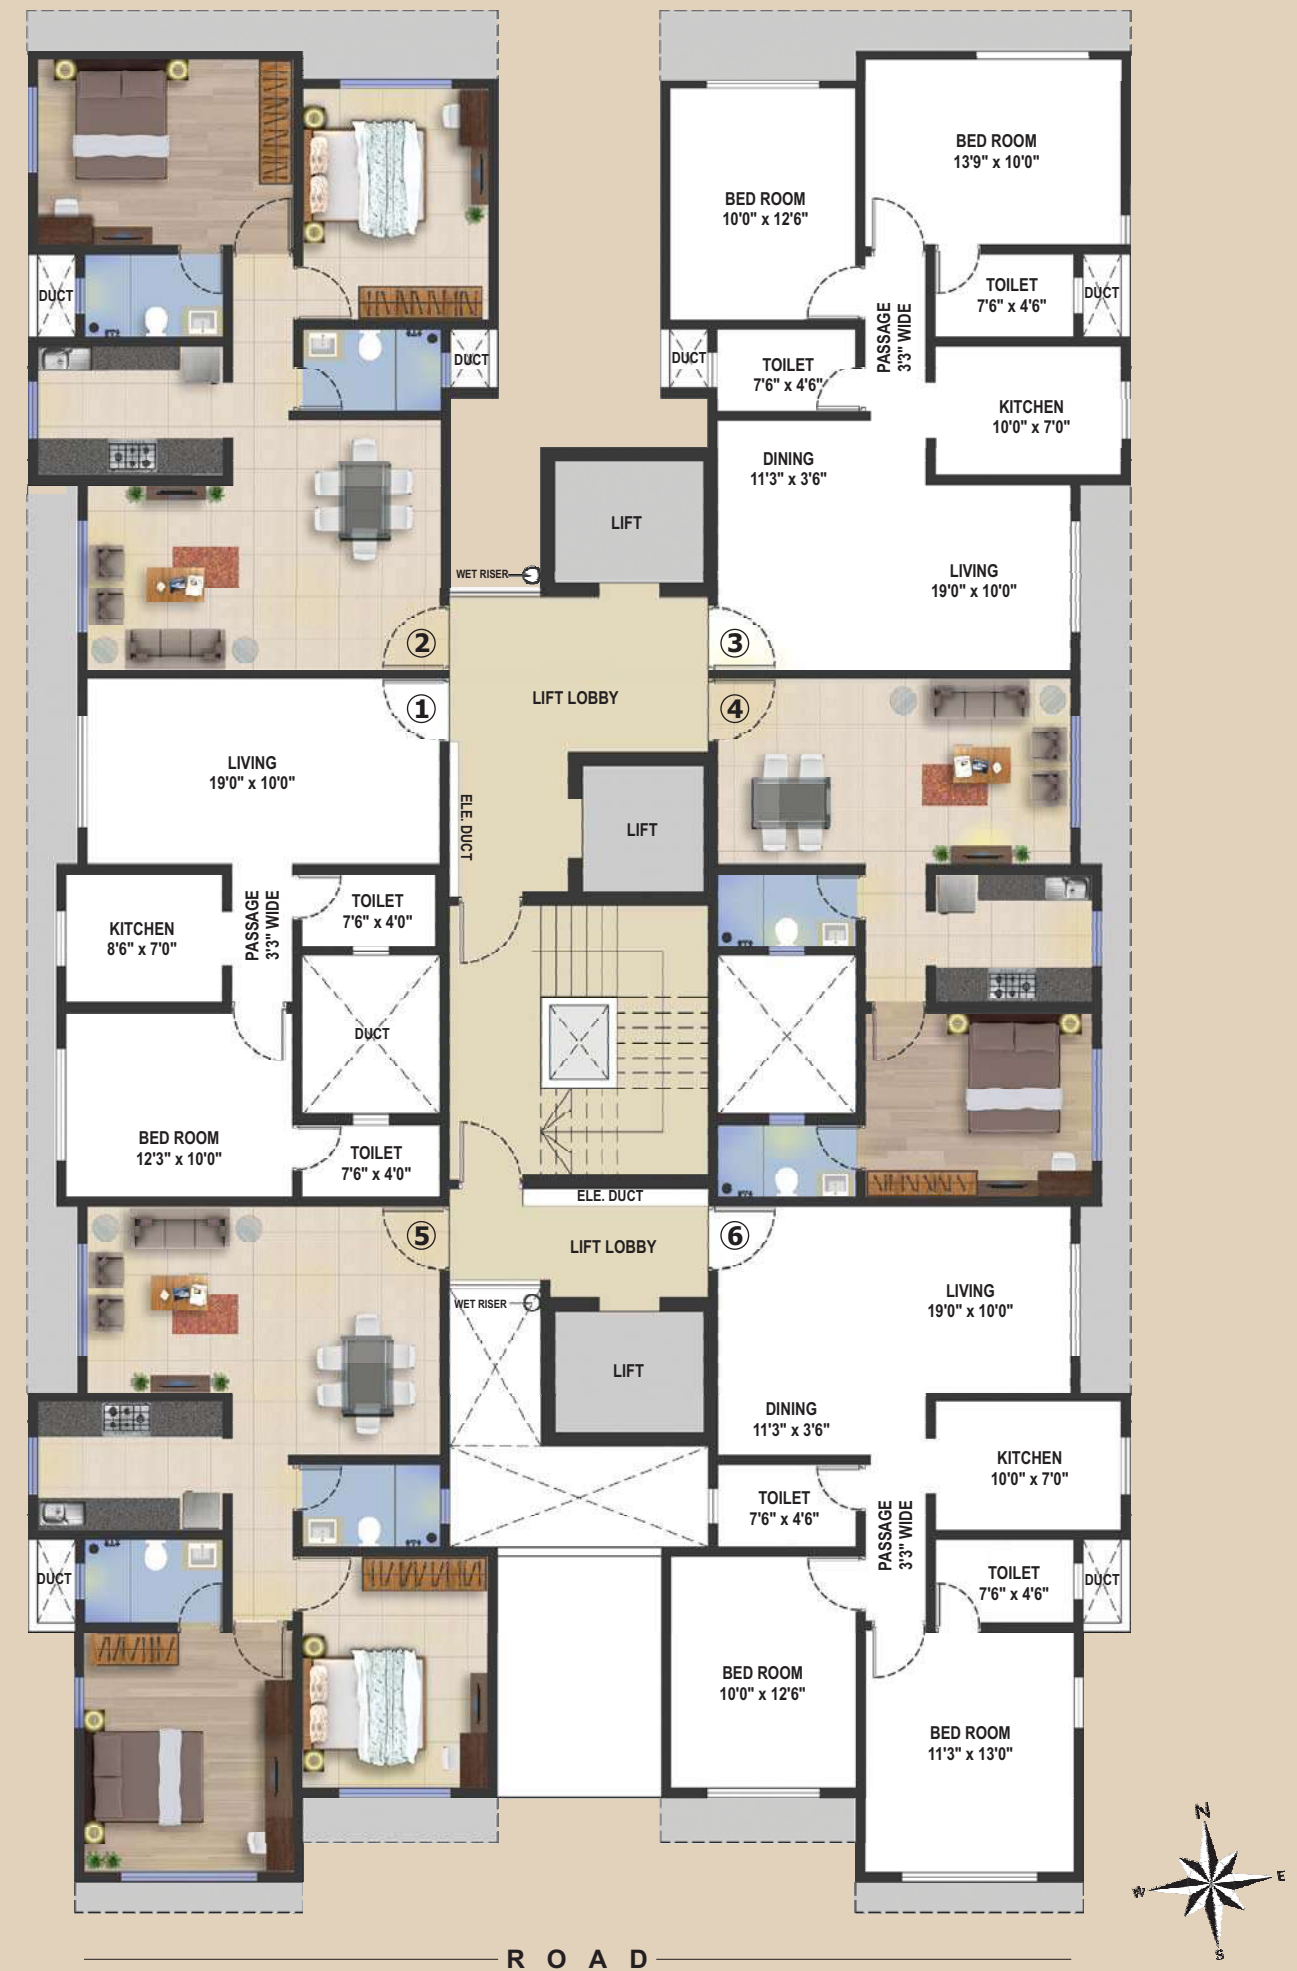 BED ROOM
13'9" x 10'0"
BED ROOM
10'0" x 12'6"
DUCT
TOILET
7'6" x 4'6"
DUCT
PASSAGE
3'3" WIDE
DUCT
DUCT
TOILET
7'6" x 4'6"
KITCHEN
10'0" x 7'0"
DINING
11'3" x 3'6"
LIFT
WET RISER
LIVING
19'0" x 10'0"
2
3
LIFT LOBBY
1
4
LIVING
19'0" x 10'0"
ELE. DUCT
LIFT
TOILET
7'6" x 4'0"
KITCHEN
8'6" x 7'0"
PASSAGE
3'3" WIDE
DUCT
BED ROOM
12'3" x 10'0"
TOILET
7'6" x 4'0"
ELE. DUCT
5
6
LIFT LOBBY
LIVING
19'0" x 10'0"
WET RISER
LIFT
DINING
11'3" x 3'6"
KITCHEN
10'0" x 7'0"
TOILET
7'6" x 4'6"
PASSAGE
3'3" WIDE
DUCT
TOILET
7'6" x 4'6"
DUCT
BED ROOM
10'0" x 12'6"
BED ROOM
11'3" x 13'0"
N
E
W
S
ROAD